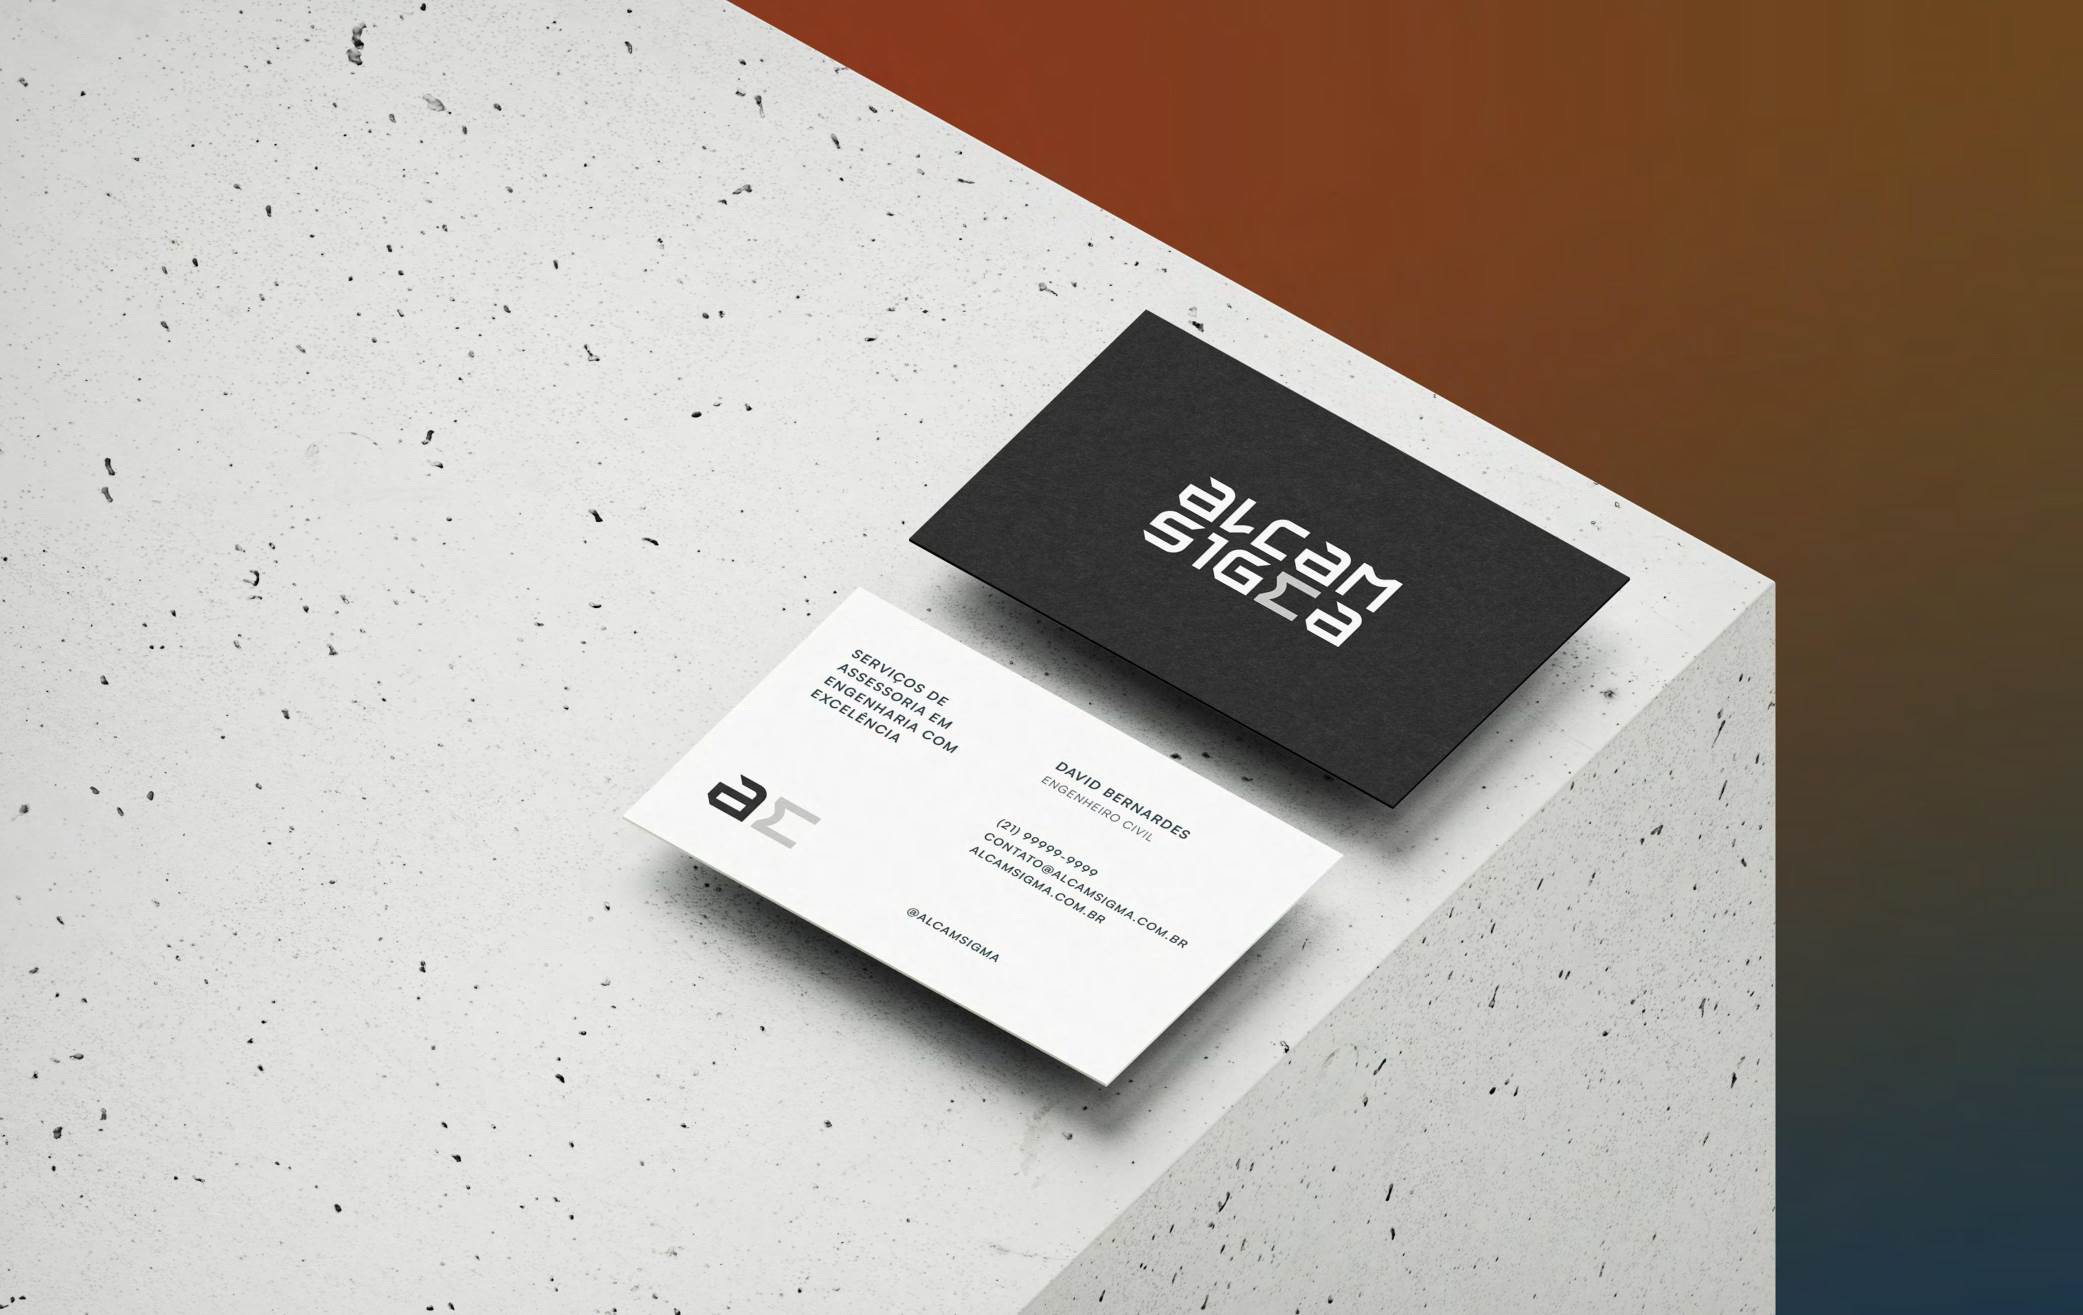 aLCaM
SIGΣa
SERVIÇOS DE
ASSESSORIA EM
ENGENHARIA COM
EXCELÊNCIA
aΣ
DAVID BERNARDES
ENGENHEIRO CIVIL
(21) 99999-9999
CONTATO@ALCAMSIGMA.COM.BR
ALCAMSIGMA.COM.BR
@ALCAMSIGMA